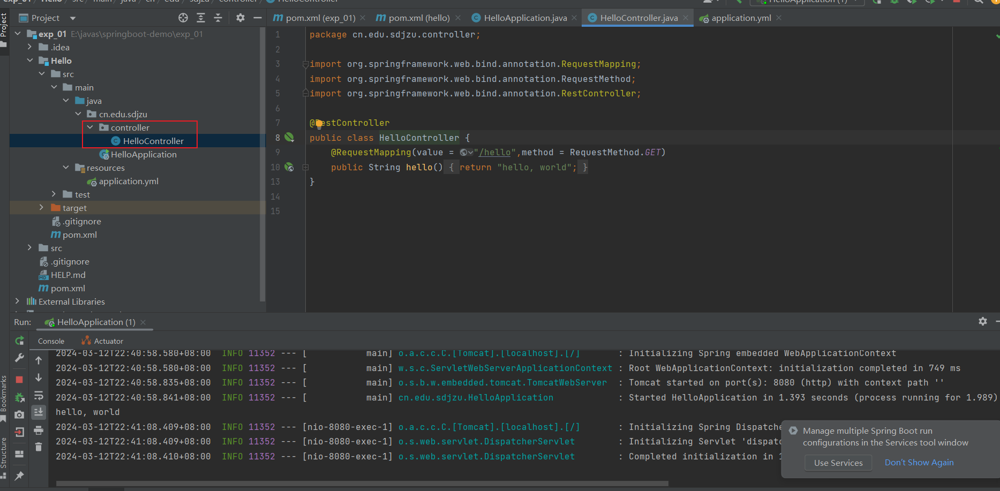 exp_01 Hello src main java cn edu sdjzu controller HelloController
HelloApplication (1)
Project
pom.xml (exp_01)
pom.xml (hello)
HelloApplication.java
HelloController.java
application.yml
Project
exp_01 E:\javas\springboot-demo\exp_01
.idea
Hello
src
main
java
cn.edu.sdjzu
controller
HelloController
HelloApplication
resources
application.yml
test
target
.gitignore
pom.xml
src
.gitignore
HELP.md
pom.xml
External Libraries
1 package cn.edu.sdjzu.controller;
2
3 import org.springframework.web.bind.annotation.RequestMapping;
4 import org.springframework.web.bind.annotation.RequestMethod;
5 import org.springframework.web.bind.annotation.RestController;
6
7 @RestController
8 public class HelloController {
9 @RequestMapping(value = "/hello",method = RequestMethod.GET)
10 public String hello() { return "hello, world"; }
13 }
14
15
Run: HelloApplication (1)
Console Actuator
2024-03-12T22:40:58.580+08:00 INFO 11352 --- [ main] o.a.c.c.C.[Tomcat].[localhost].[/] : Initializing Spring embedded WebApplicationContext
2024-03-12T22:40:58.580+08:00 INFO 11352 --- [ main] w.s.c.ServletWebServerApplicationContext : Root WebApplicationContext: initialization completed in 749 ms
2024-03-12T22:40:58.835+08:00 INFO 11352 --- [ main] o.s.b.w.embedded.tomcat.TomcatWebServer : Tomcat started on port(s): 8080 (http) with context path ''
2024-03-12T22:40:58.841+08:00 INFO 11352 --- [ main] cn.edu.sdjzu.HelloApplication : Started HelloApplication in 1.393 seconds (process running for 1.989)
hello, world
2024-03-12T22:41:08.409+08:00 INFO 11352 --- [nio-8080-exec-1] o.a.c.c.C.[Tomcat].[localhost].[/] : Initializing Spring Dispatche
2024-03-12T22:41:08.409+08:00 INFO 11352 --- [nio-8080-exec-1] o.s.web.servlet.DispatcherServlet : Initializing Servlet 'dispatc
2024-03-12T22:41:08.410+08:00 INFO 11352 --- [nio-8080-exec-1] o.s.web.servlet.DispatcherServlet : Completed initialization in 1
Manage multiple Spring Boot run
configurations in the Services tool window
Use Services Don't Show Again
Bookmarks
Structure